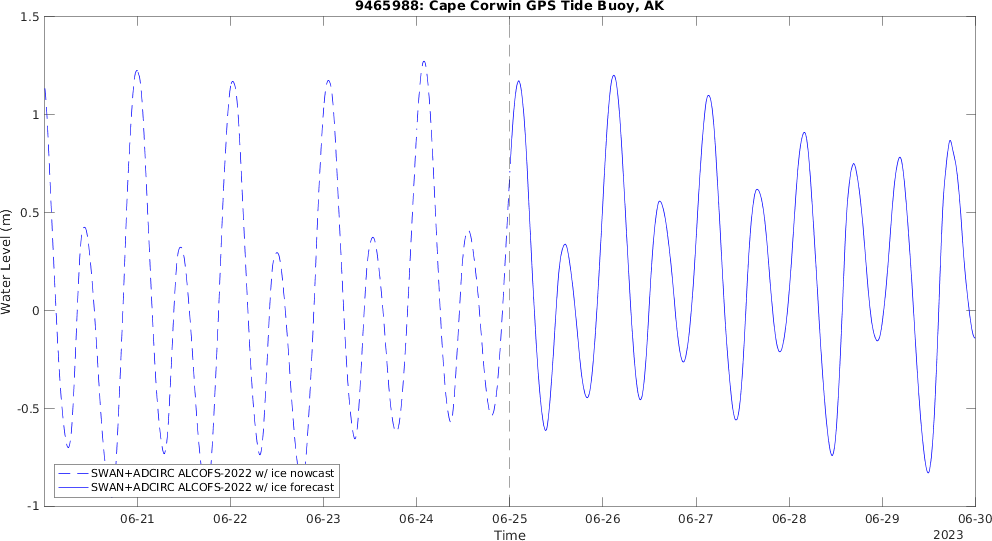 9465988: Cape Corwin GPS Tide Buoy, AK
1.5
1
0.5
0
-0.5
-1
Water Level (m)
SWAN+ADCIRC ALCOFS-2022 w/ ice nowcast
SWAN+ADCIRC ALCOFS-2022 w/ ice forecast
06-21 06-22 06-23 06-24 06-25 06-26 06-27 06-28 06-29 06-30
Time
2023